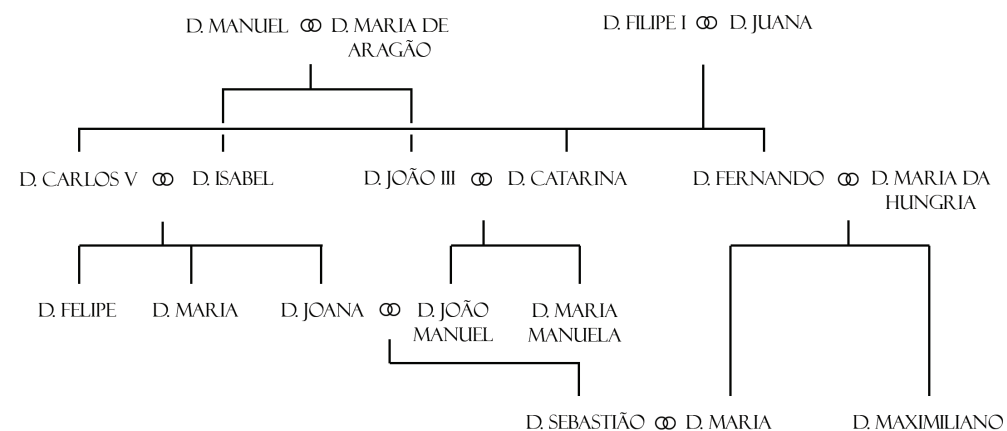 D. MANUEL D. MARIA DE ARAGÃO D. FILIPE I D. JUANA
D. CARLOS V D. ISABEL D. JOÃO III D. CATARINA D. FERNANDO D. MARIA DA HUNGRIA
D. FELIPE D. MARIA D. JOANA D. JOÃO MANUEL D. MARIA MANUELA
D. SEBASTIÃO D. MARIA D. MAXIMILIANO